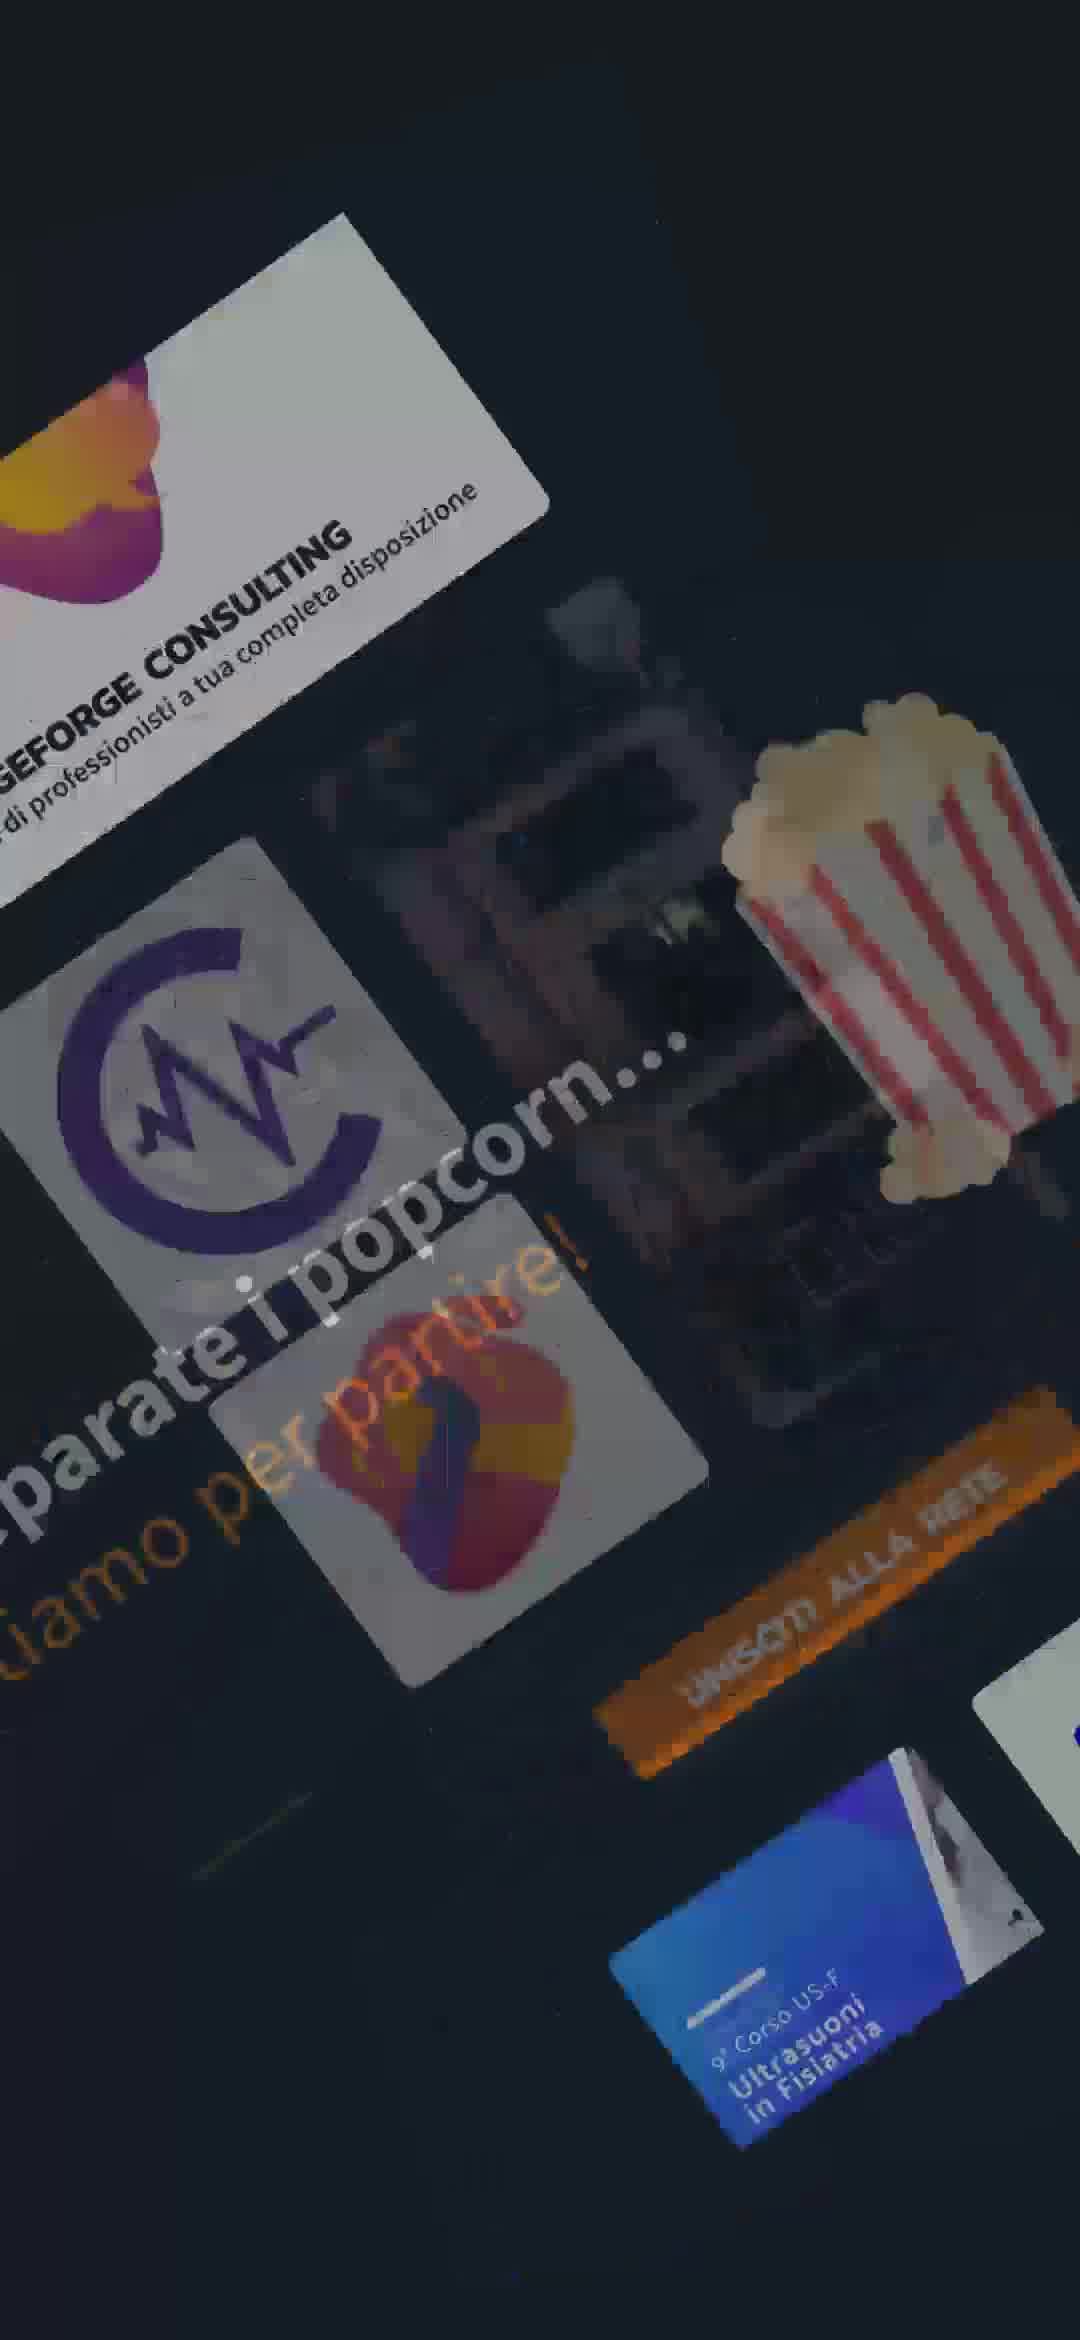 GEFORGE CONSULTING
di professionisti a tua completa disposizione
parate i popcorn...
tiamo per partire!
UNISCITI ALLA RETE
9° Corso US-F
Ultrasuoni
in Fisiatria